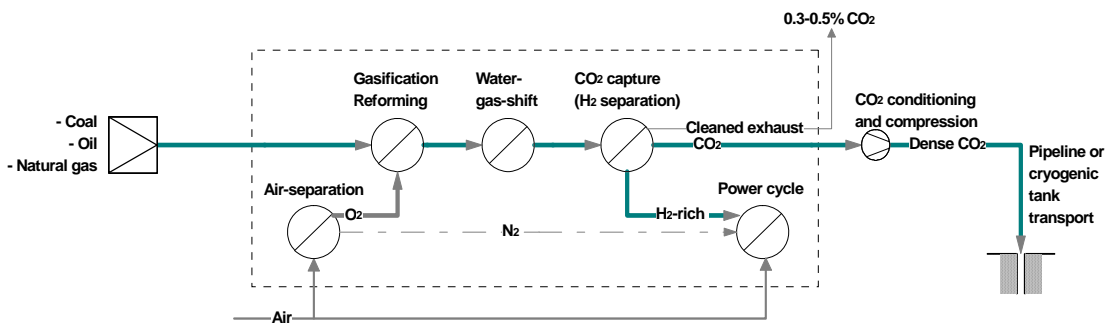 0.3-0.5% CO2
Gasification
Reforming
Water-
gas-shift
CO2 capture
(H2 separation)
CO2 conditioning
and compression
- Coal
- Oil
- Natural gas
Cleaned exhaust
CO2
Dense CO2
Pipeline or
cryogenic
tank
transport
Air-separation
O2
H2-rich
Power cycle
N2
Air